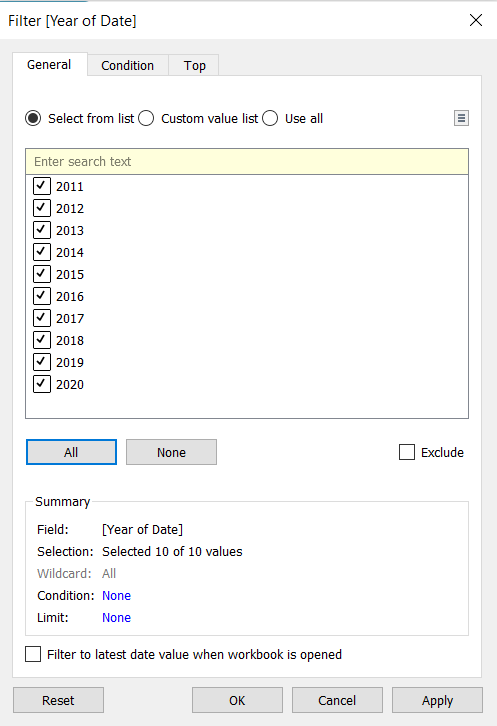 Filter [Year of Date]
General Condition Top
Select from list Custom value list Use all
Enter search text
2011
2012
2013
2014
2015
2016
2017
2018
2019
2020
All None Exclude
Summary
Field: [Year of Date]
Selection: Selected 10 of 10 values
Wildcard: All
Condition: None
Limit: None
Filter to latest date value when workbook is opened
Reset OK Cancel Apply